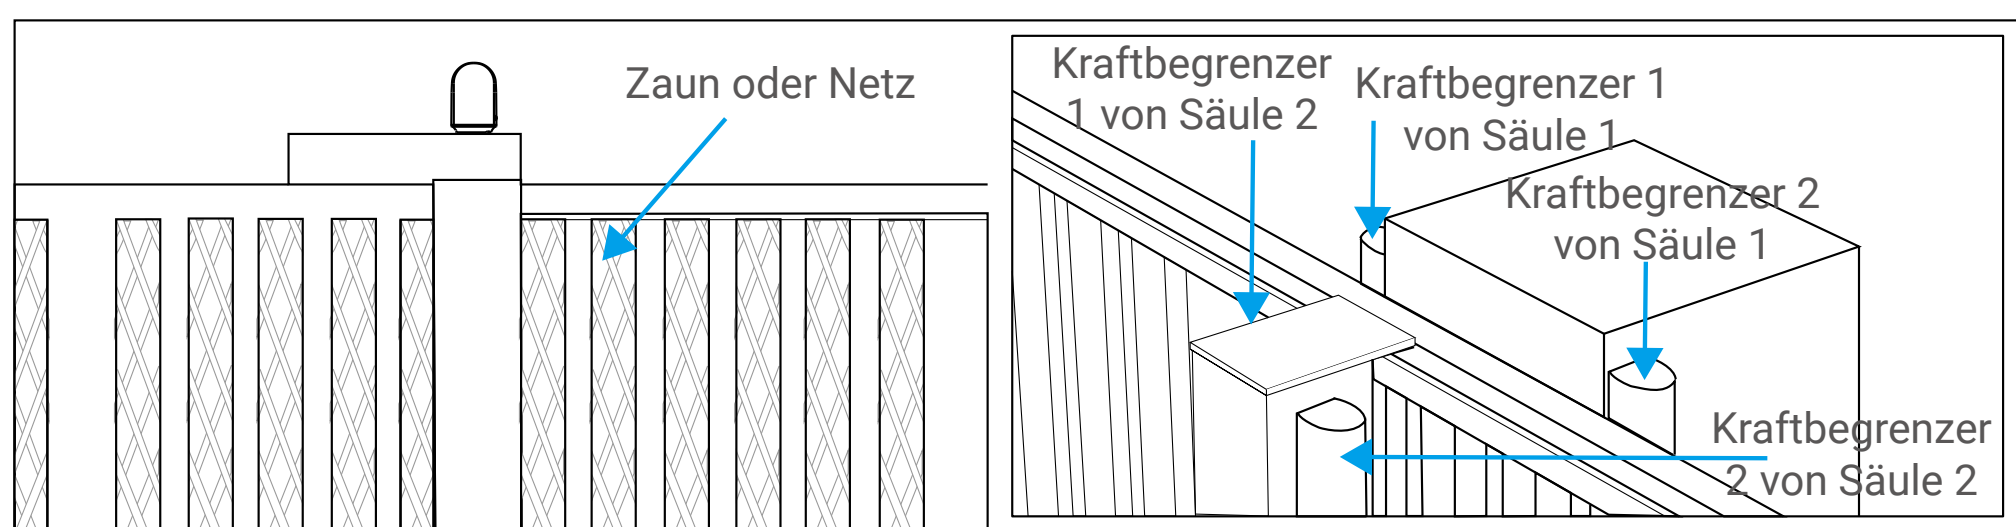 Zaun oder Netz
Kraftbegrenzer
1 von Säule 2
Kraftbegrenzer 1
von Säule 1
Kraftbegrenzer 2
von Säule 1
Kraftbegrenzer
2 von Säule 2